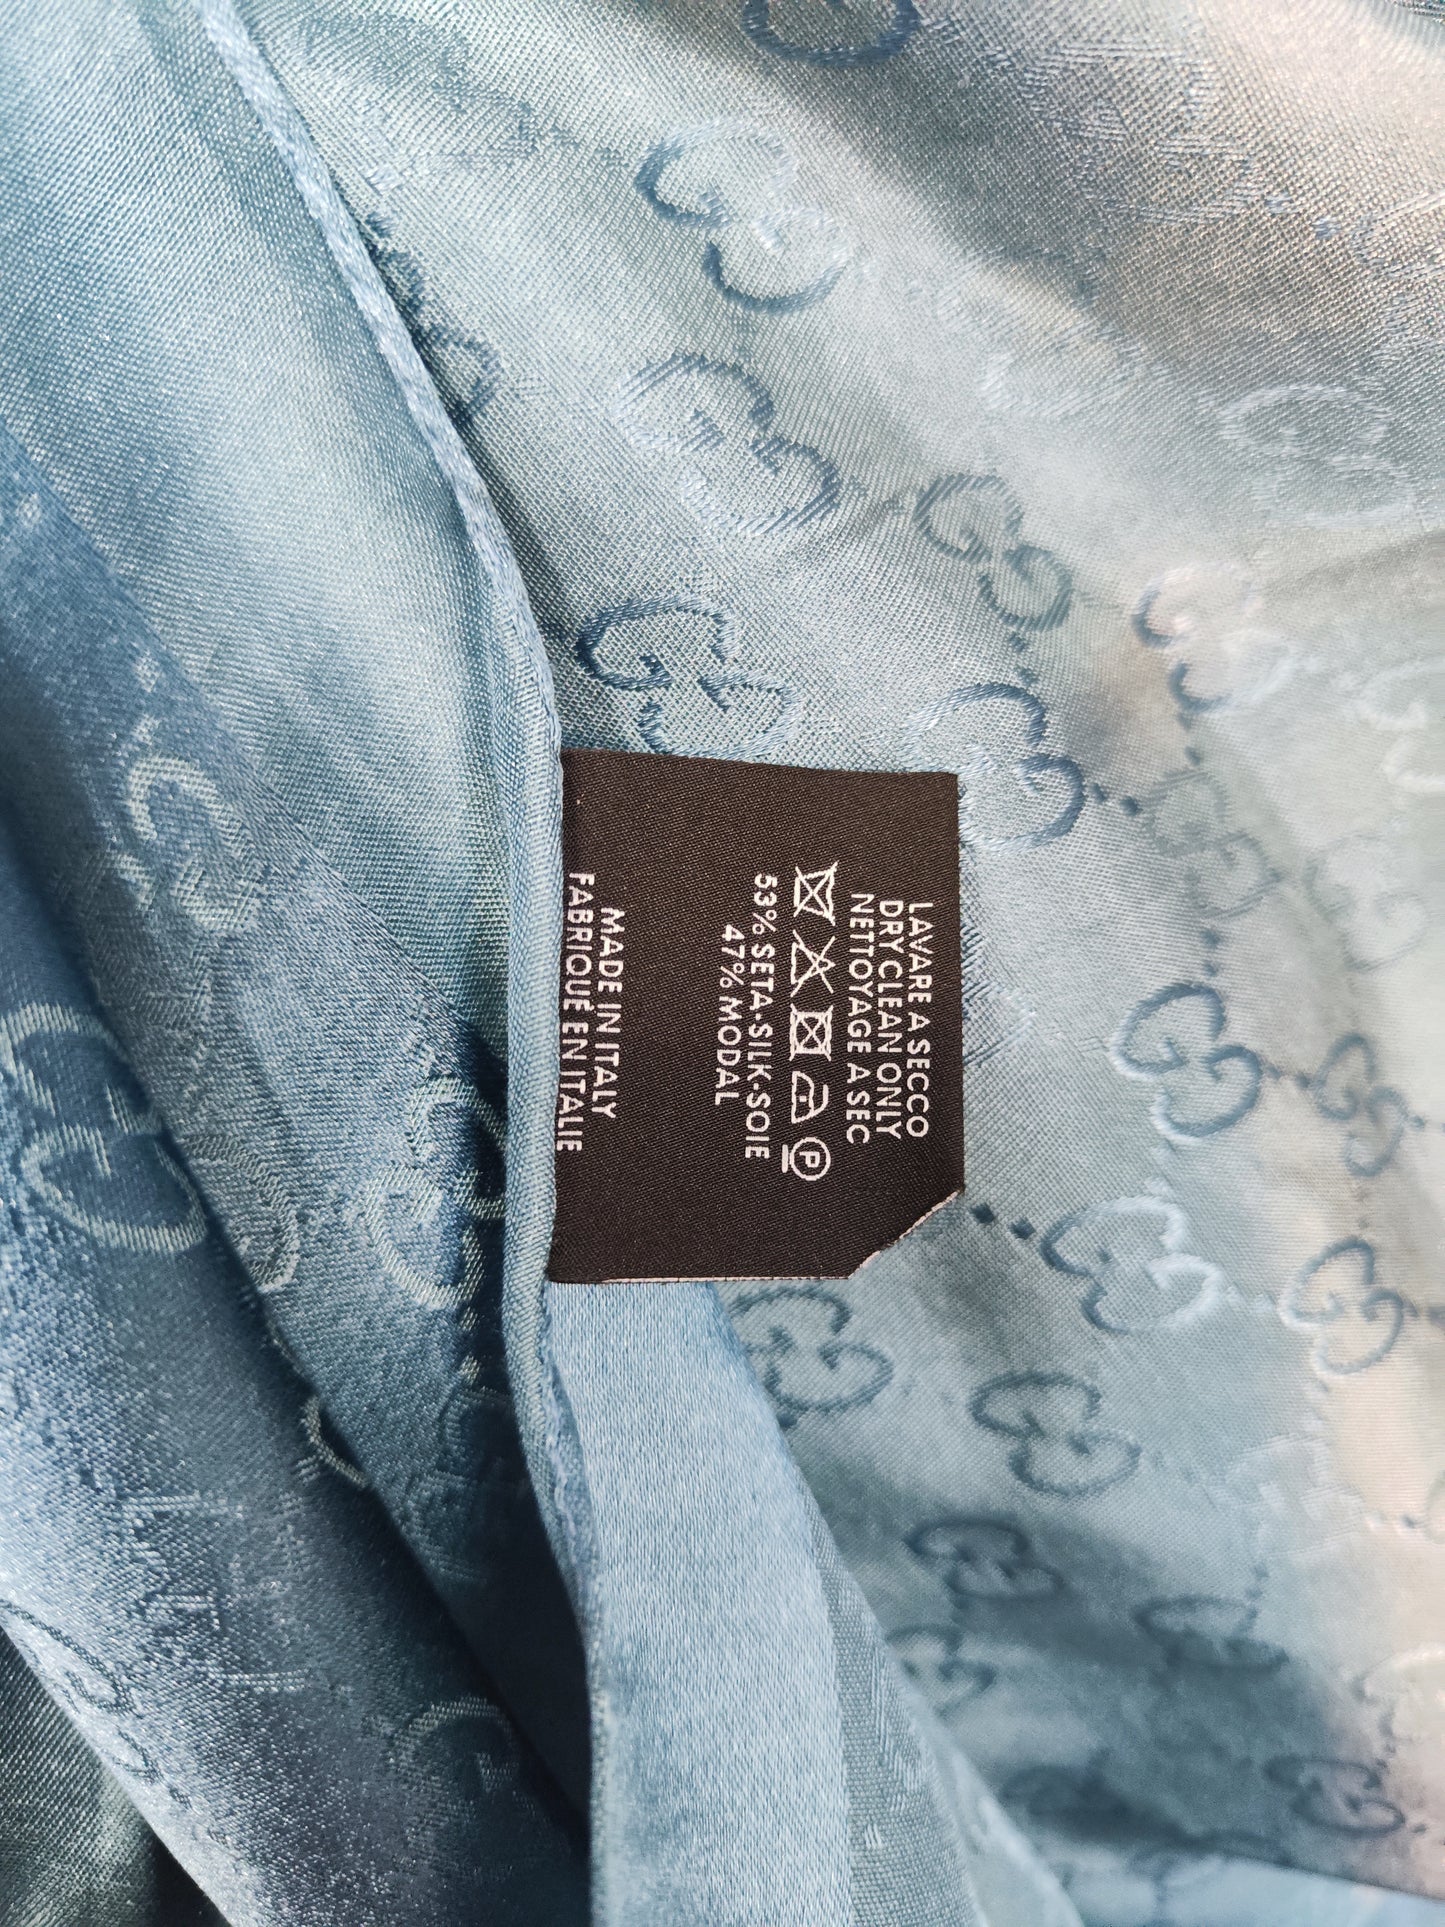 LAVARE A SECCO
DRY CLEAN ONLY
NETTOYAGE A SEC
P
53% SETA·SILK·SOIE
47% MODAL
MADE IN ITALY
FABRIQUÉ EN ITALIE